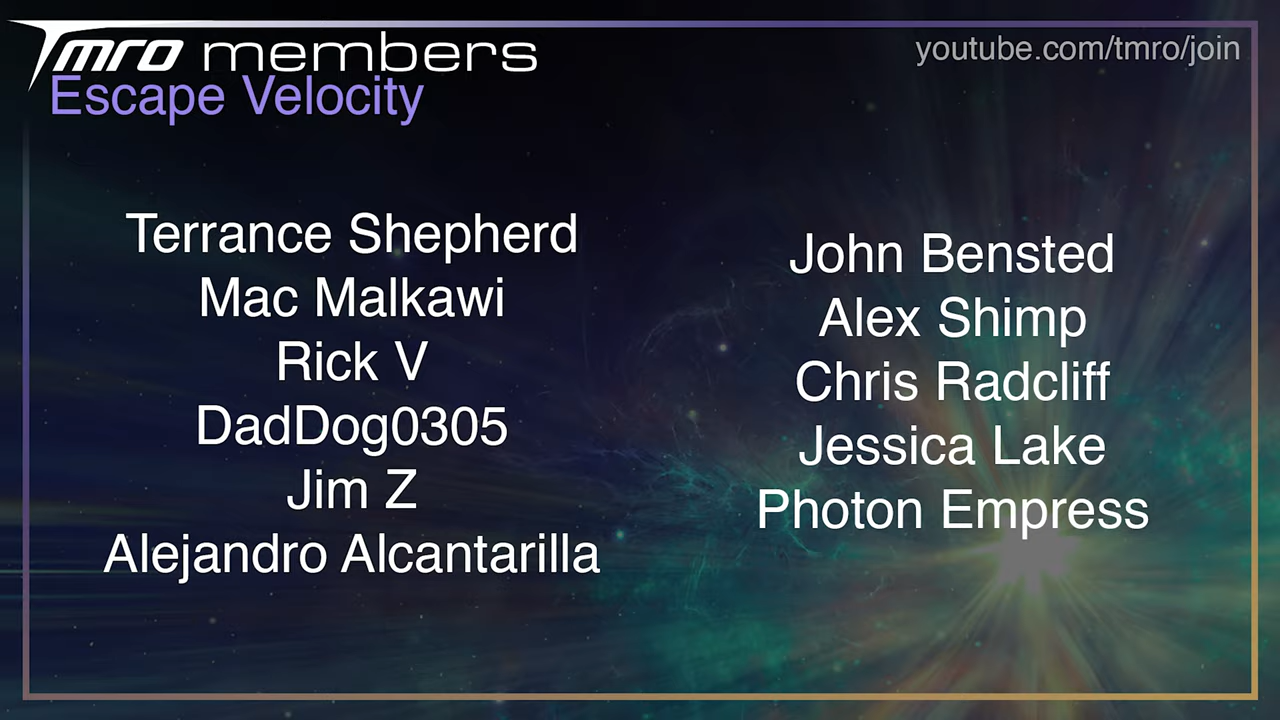 Tmro members
youtube.com/tmro/join
Escape Velocity
Terrance Shepherd
Mac Malkawi
Rick V
DadDog0305
Jim Z
Alejandro Alcantarilla
John Bensted
Alex Shimp
Chris Radcliff
Jessica Lake
Photon Empress